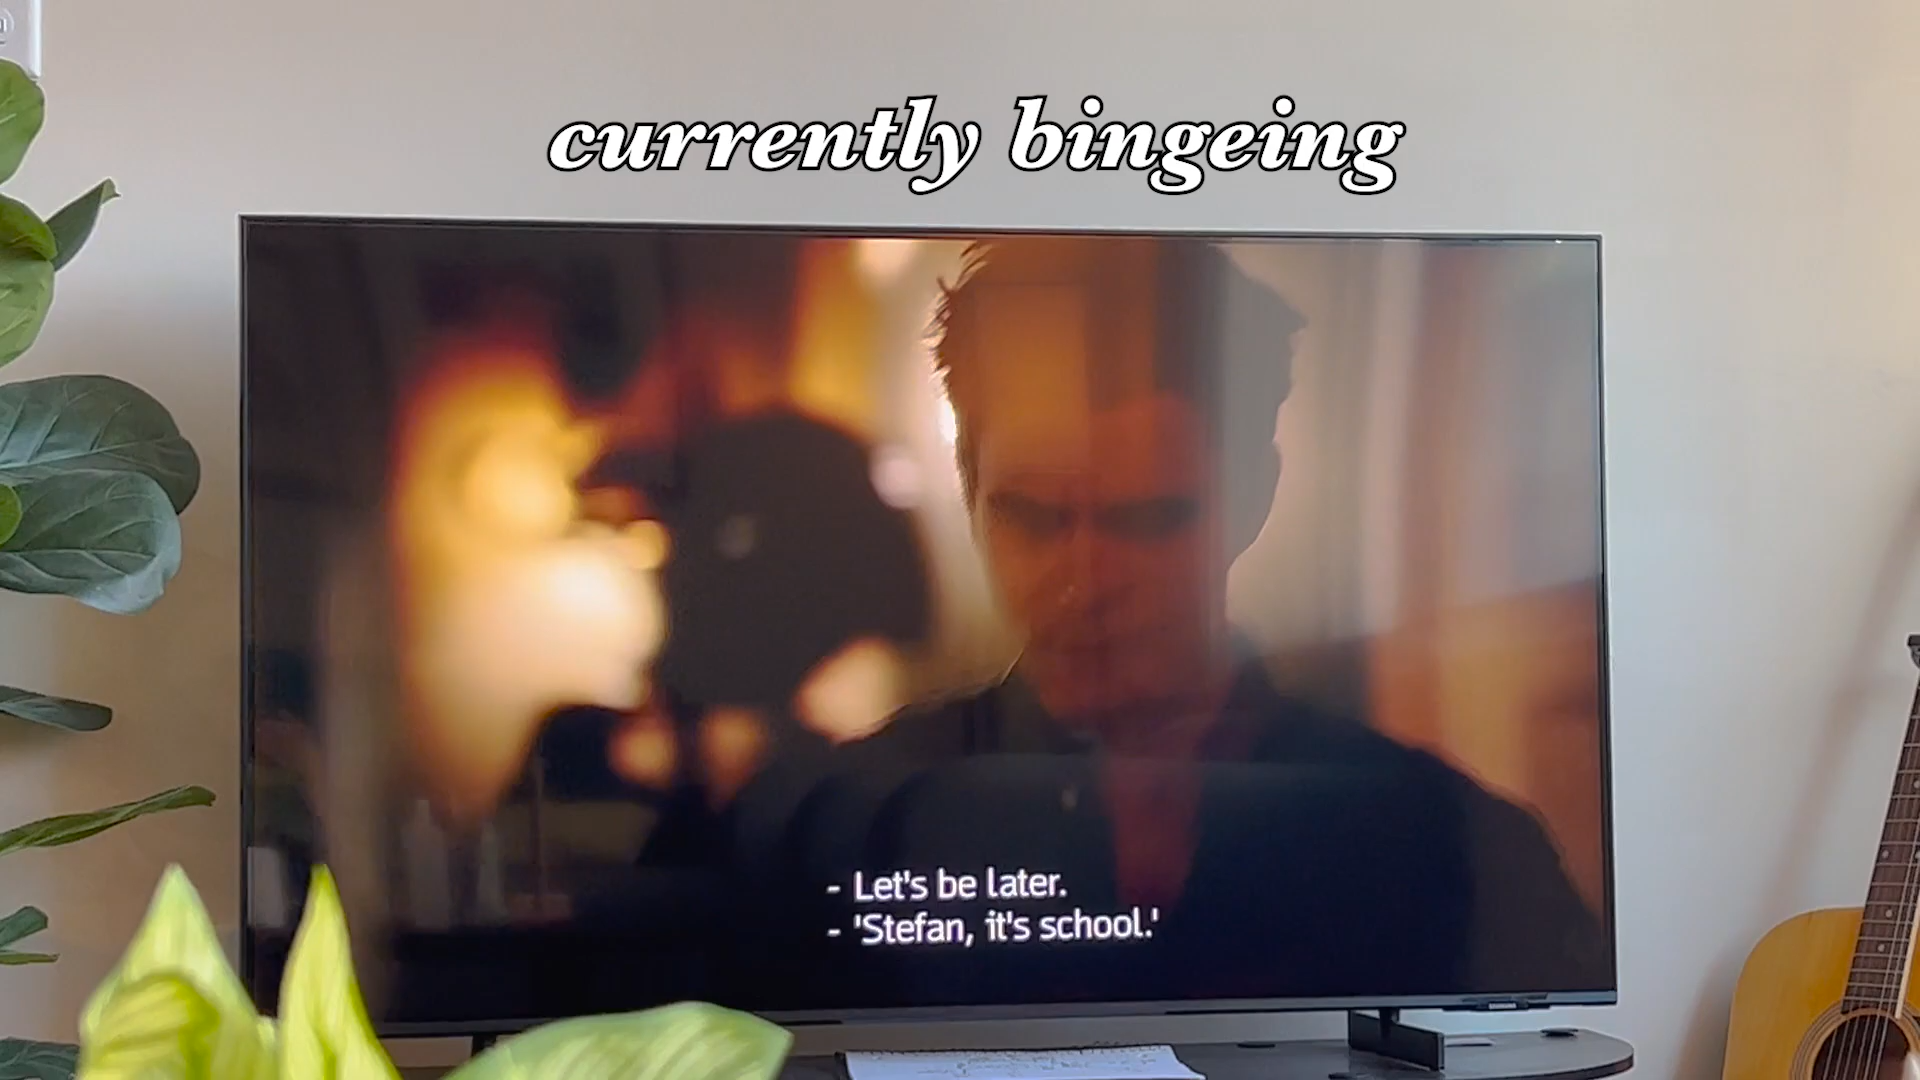 currently bingeing
- Let's be later.
- 'Stefan, it's school.'